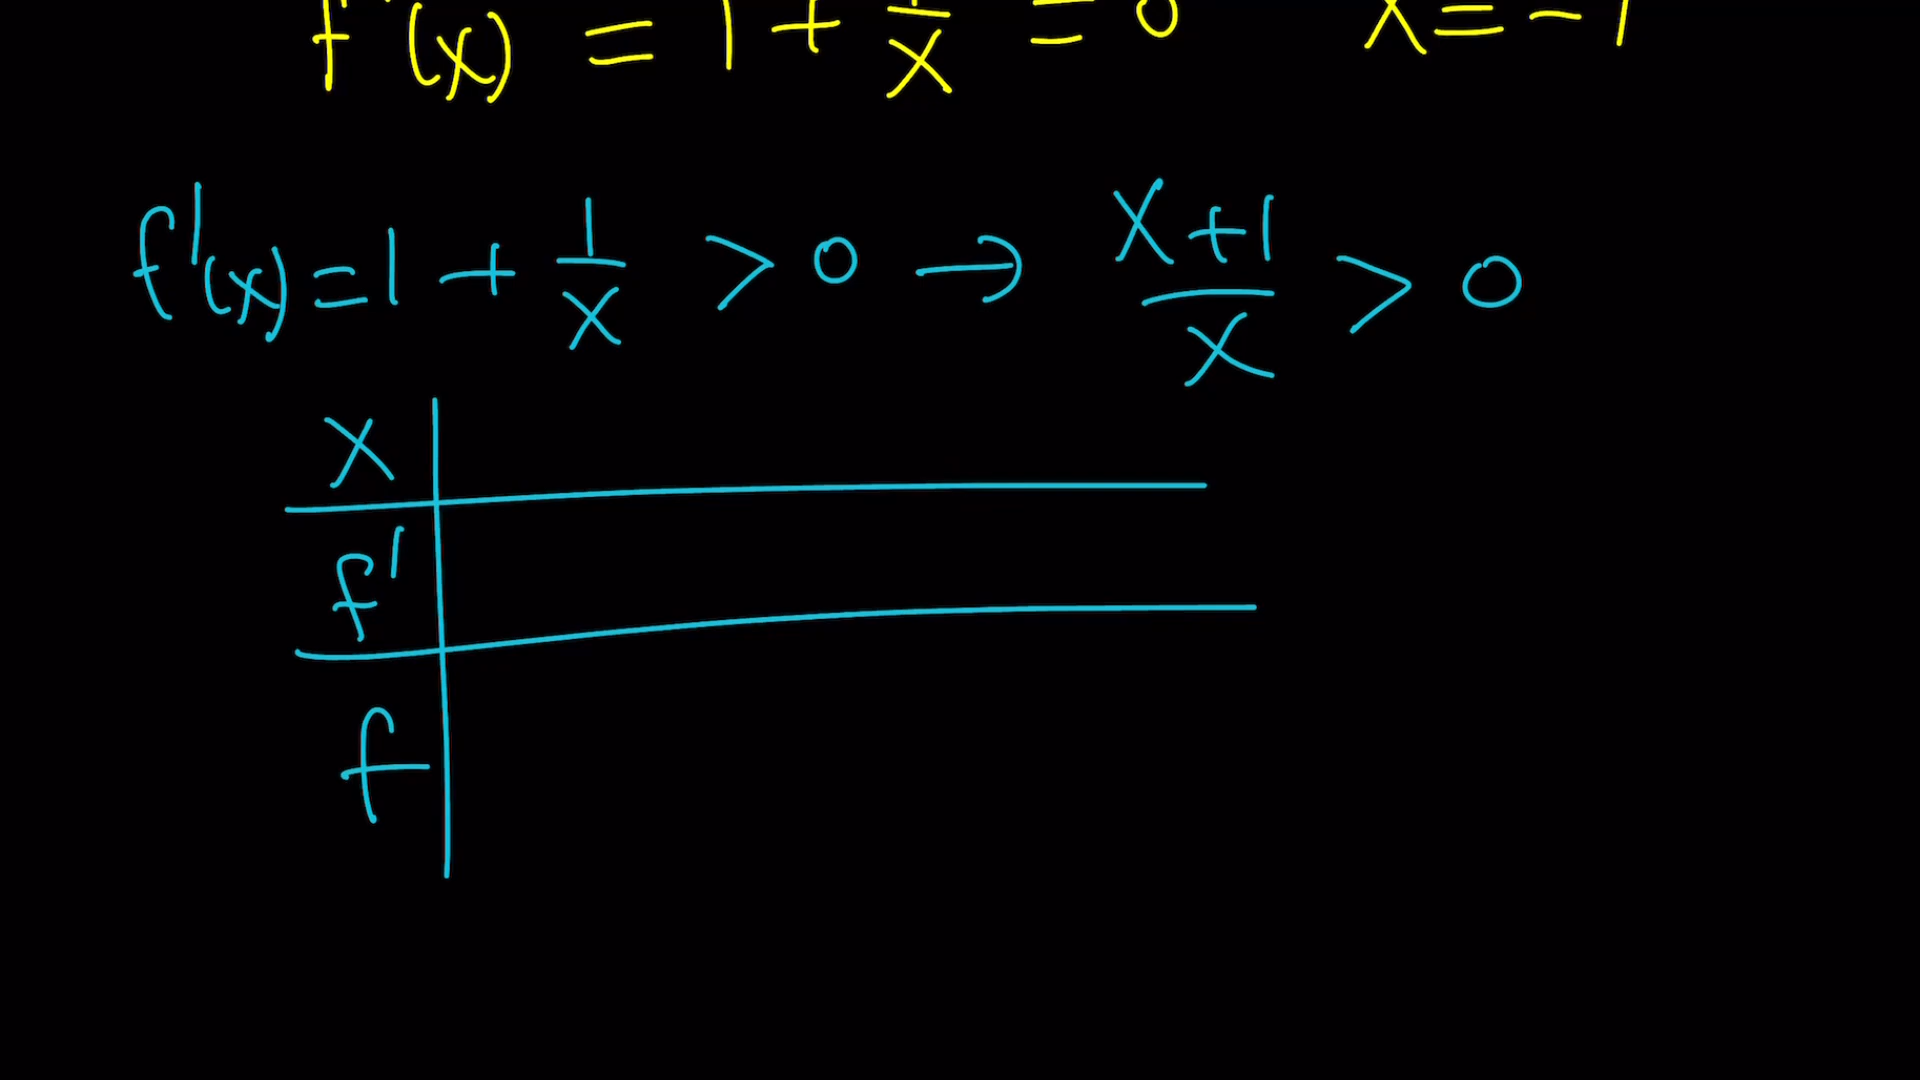 f'(x) = 1 + 1/x = 0 x = -1
f'(x) = 1 + 1/x > 0 → (x+1)/x > 0
x
f'
f